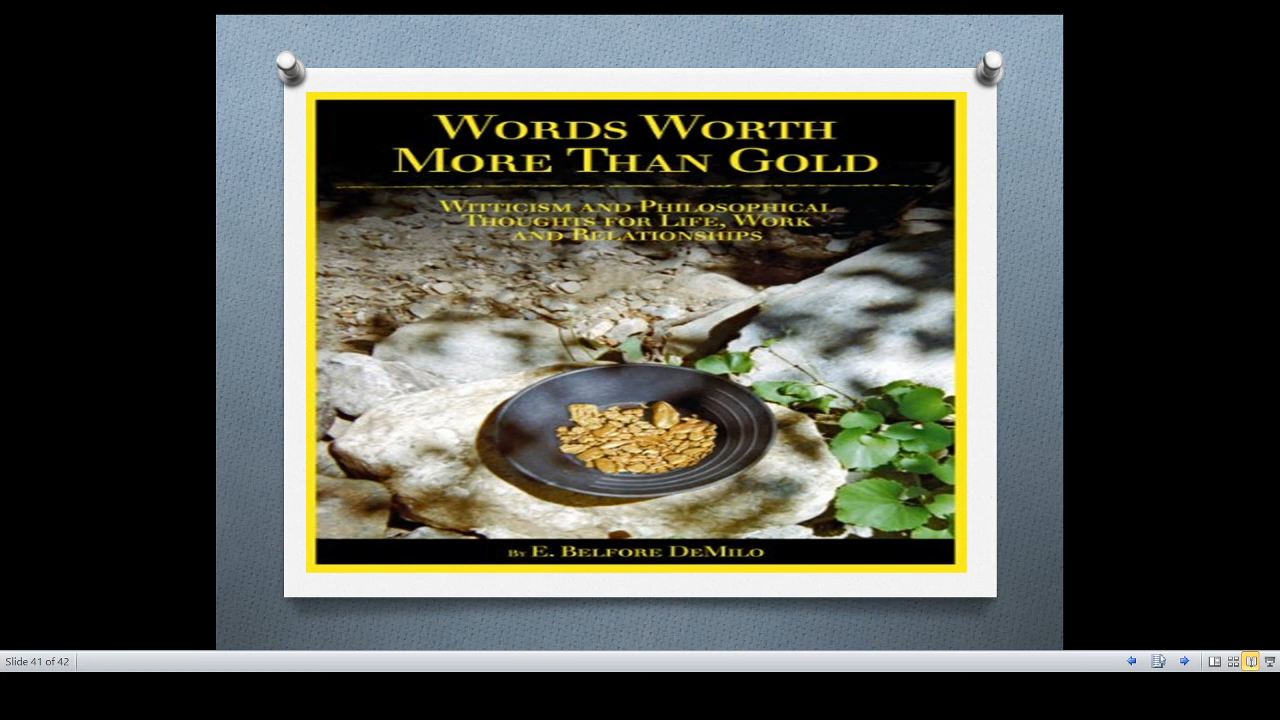 Words Worth
More Than Gold
Witticism and Philosophical
Thoughts for Life, Work
and Relationships
By E. Belfore DeMilo
Slide 41 of 42